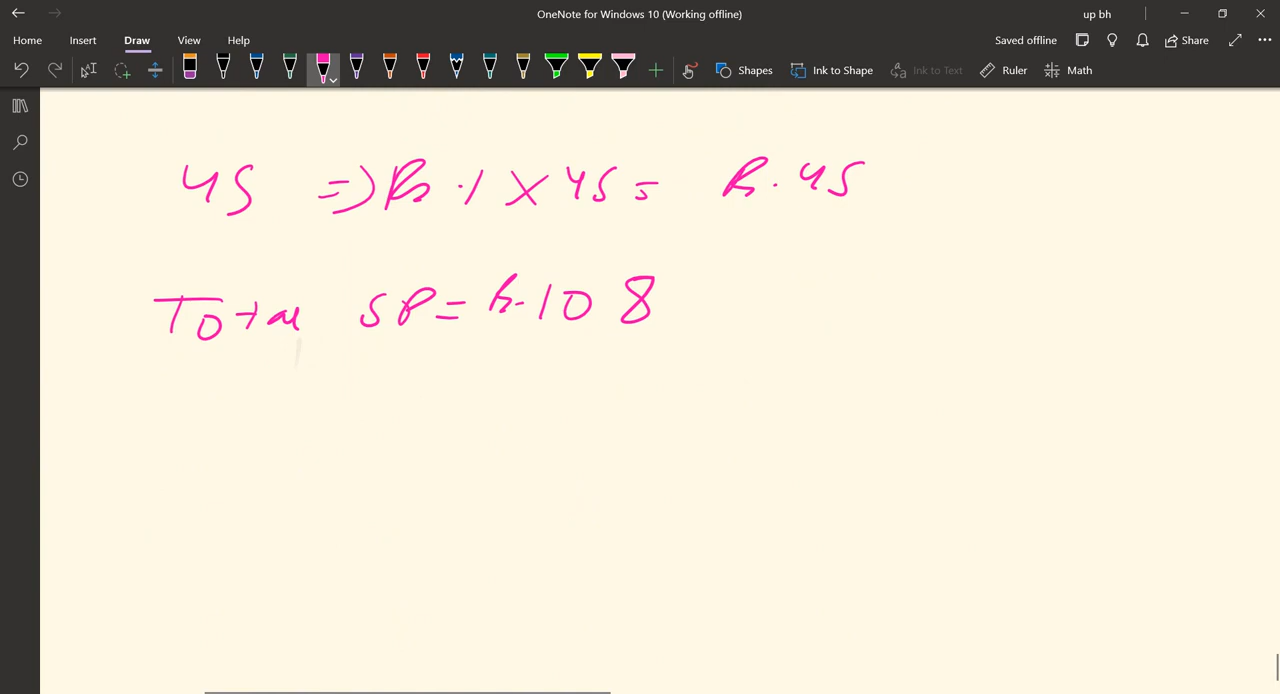 OneNote for Windows 10 (Working offline)
up bh
Home Insert Draw View Help
Saved offline Share
Shapes Ink to Shape Ink to Text Ruler Math
45 => Rs. 1 X 45 = Rs. 45
Total SP = Rs. 108